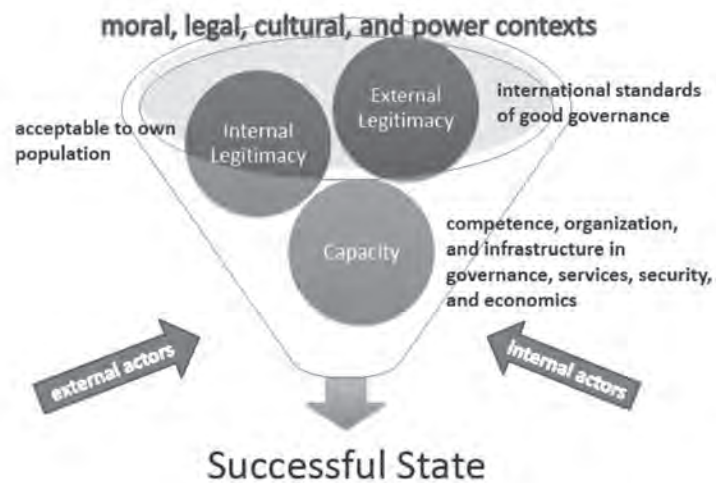 moral, legal, cultural, and power contexts
External
Legitimacy
international standards
of good governance
acceptable to own
population
Internal
Legitimacy
Capacity
competence, organization,
and infrastructure in
governance, services, security,
and economics
external actors
internal actors
Successful State